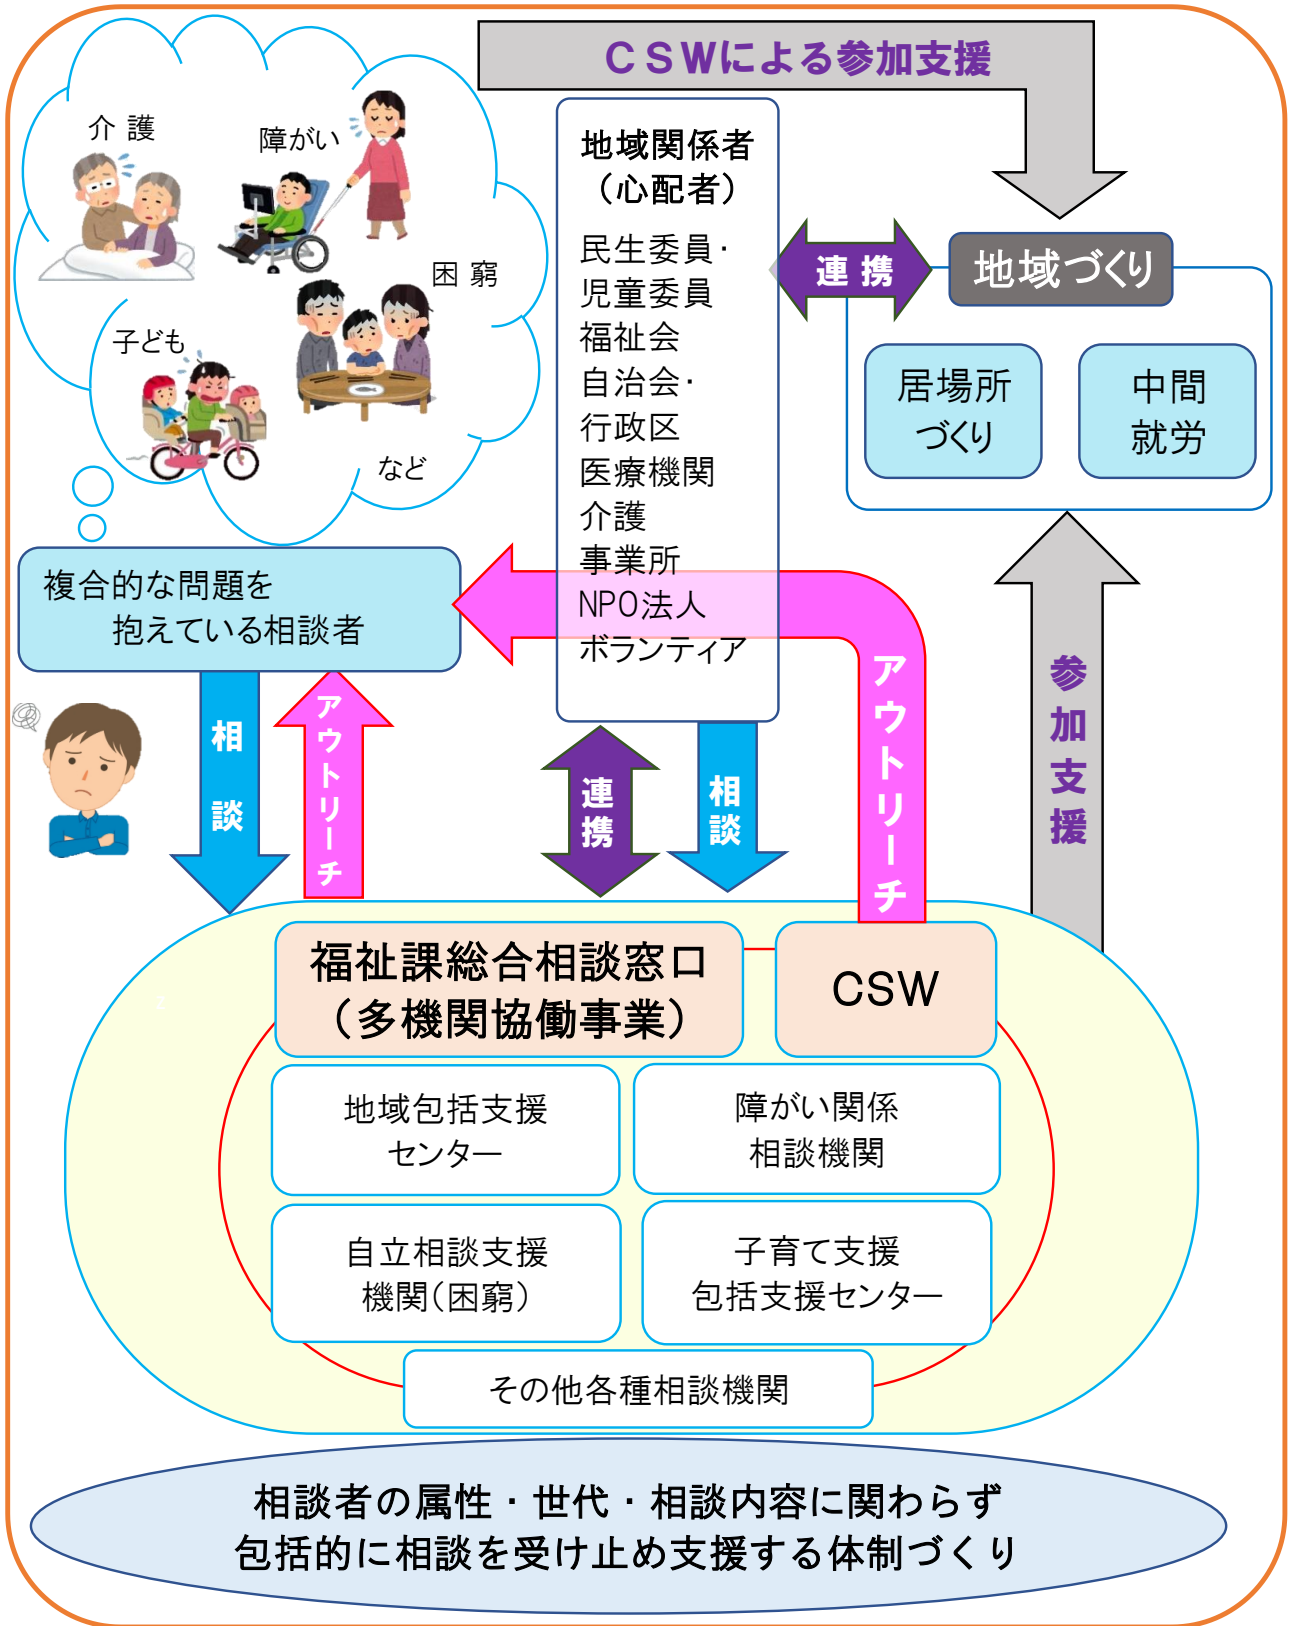 CSWによる参加支援
介 護
障がい
困 窮
子ども
など
地域関係者
（心配者）
民生委員・
児童委員
福祉会
自治会・
行政区
医療機関
介護
事業所
NPO法人
ボランティア
連 携
地域づくり
居場所
づくり
中間
就労
複合的な問題を
抱えている相談者
相談
アウトリーチ
連携
相談
アウトリーチ
参加支援
福祉課総合相談窓口
（多機関協働事業）
CSW
地域包括支援
センター
障がい関係
相談機関
自立相談支援
機関（困窮）
子育て支援
包括支援センター
その他各種相談機関
相談者の属性・世代・相談内容に関わらず
包括的に相談を受け止め支援する体制づくり